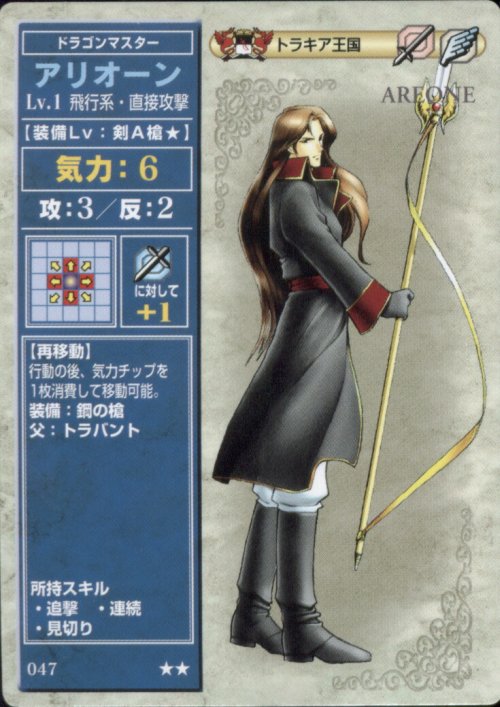 ドラゴンマスター
アリオーン
Lv.1 飛行系・直接攻撃
【装備Lv：剣A槍★】
気力：6
攻：3／反：2
に対して
+1
【再移動】
行動の後、気力チップを
1枚消費して移動可能。
装備：鋼の槍
父：トラバント
所持スキル
・追撃 ・連続
・見切り
047 ★★
トラキア王国
AREONE